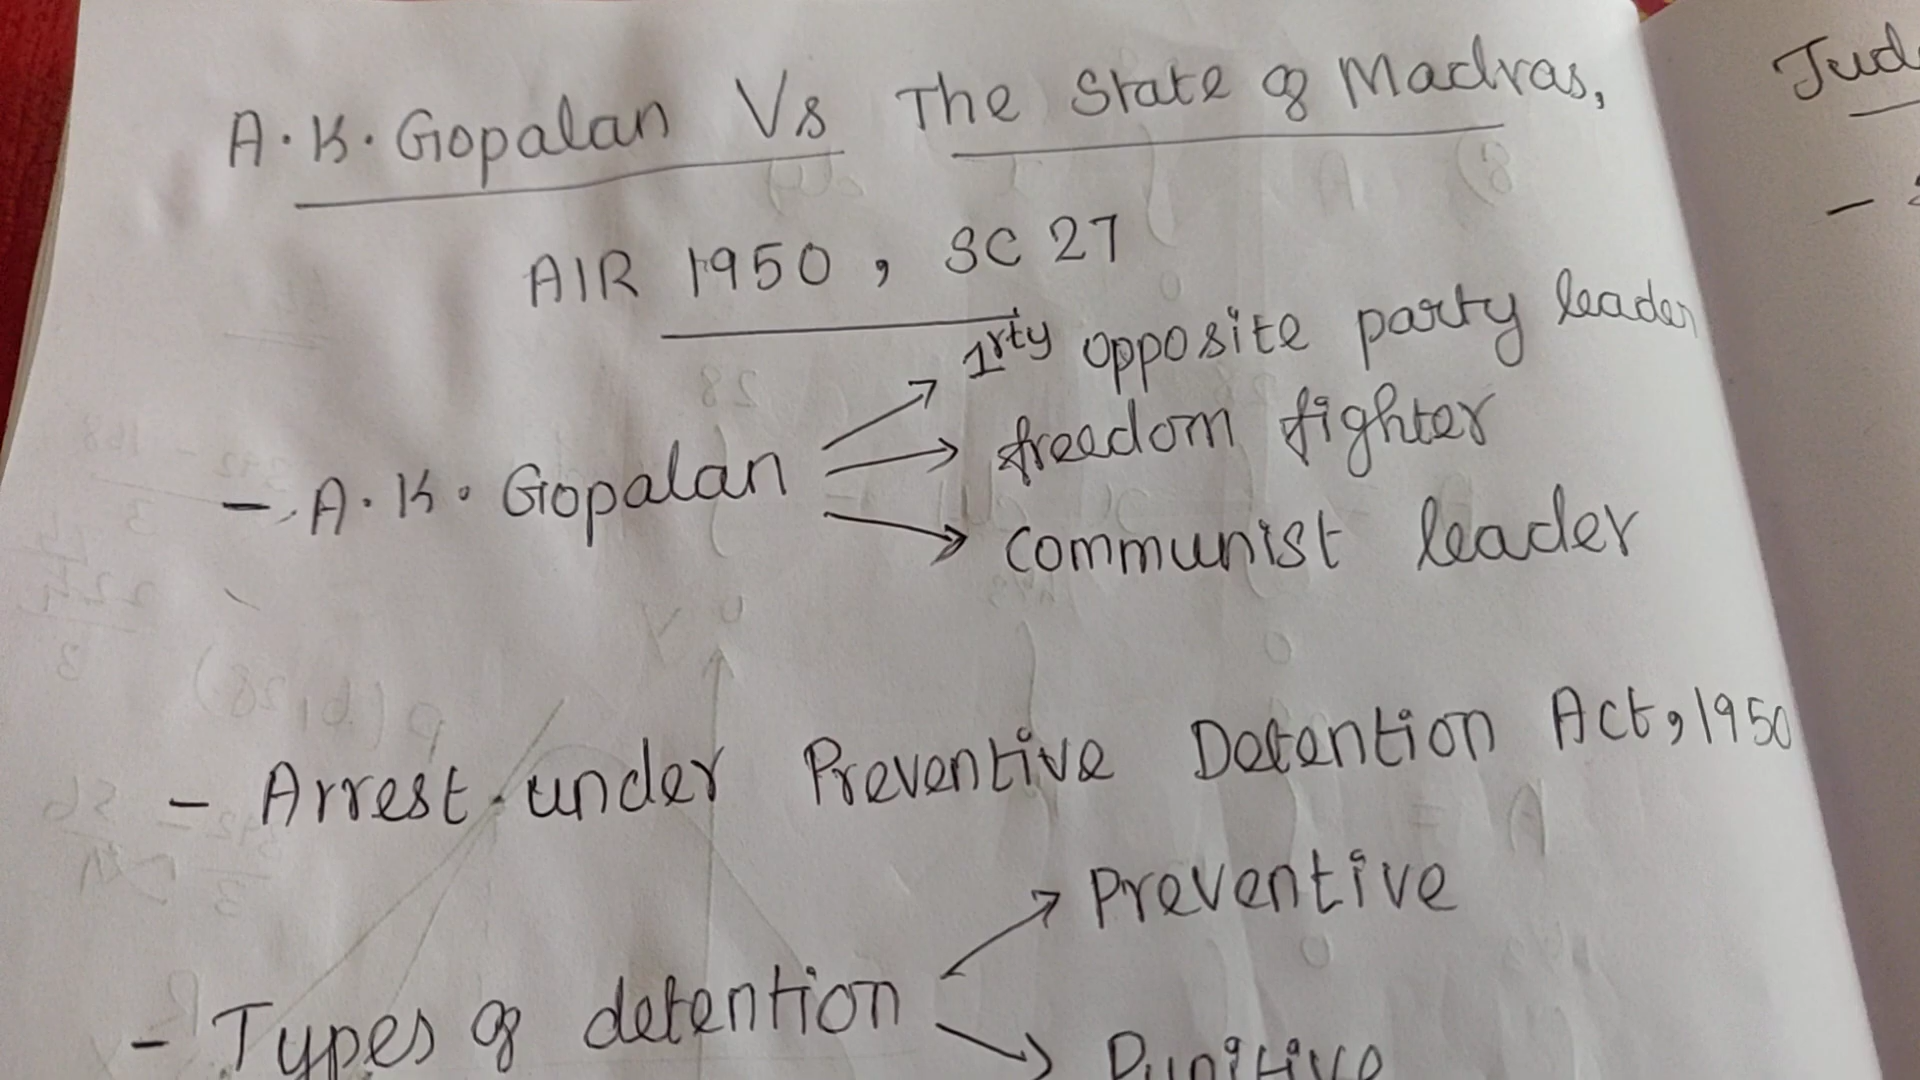 A.K. Gopalan Vs The State of Madras,
AIR 1950, SC 27
1rty opposite party leader
- A.K. Gopalan → freedom fighter
communist leader
- Arrest under Preventive Detention Act, 1950
Preventive
- Types of detention
Punitive
Jud